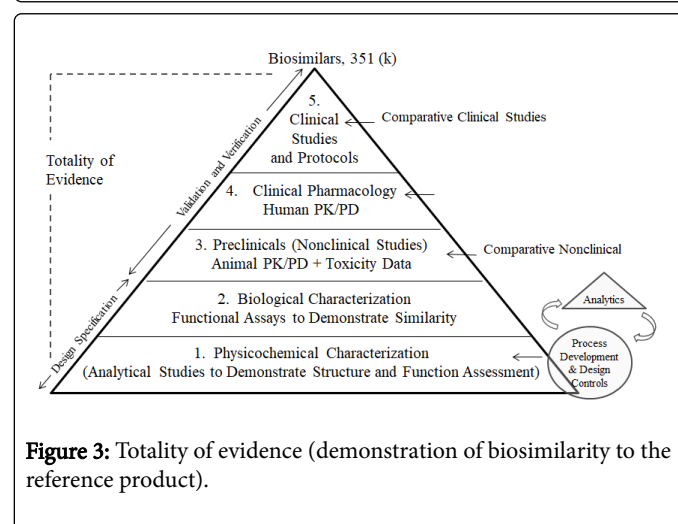 Biosimilars, 351 (k)
5.
Clinical
Studies
and Protocols
Comparative Clinical Studies
Validation and Verification
Totality of
Evidence
4. Clinical Pharmacology
Human PK/PD
3. Preclinicals (Nonclinical Studies)
Animal PK/PD + Toxicity Data
Comparative Nonclinical
Design Specification
2. Biological Characterization
Functional Assays to Demonstrate Similarity
Analytics
1. Physicochemical Characterization
(Analytical Studies to Demonstrate Structure and Function Assessment)
Process
Development
& Design
Controls
Figure 3: Totality of evidence (demonstration of biosimilarity to the
reference product).